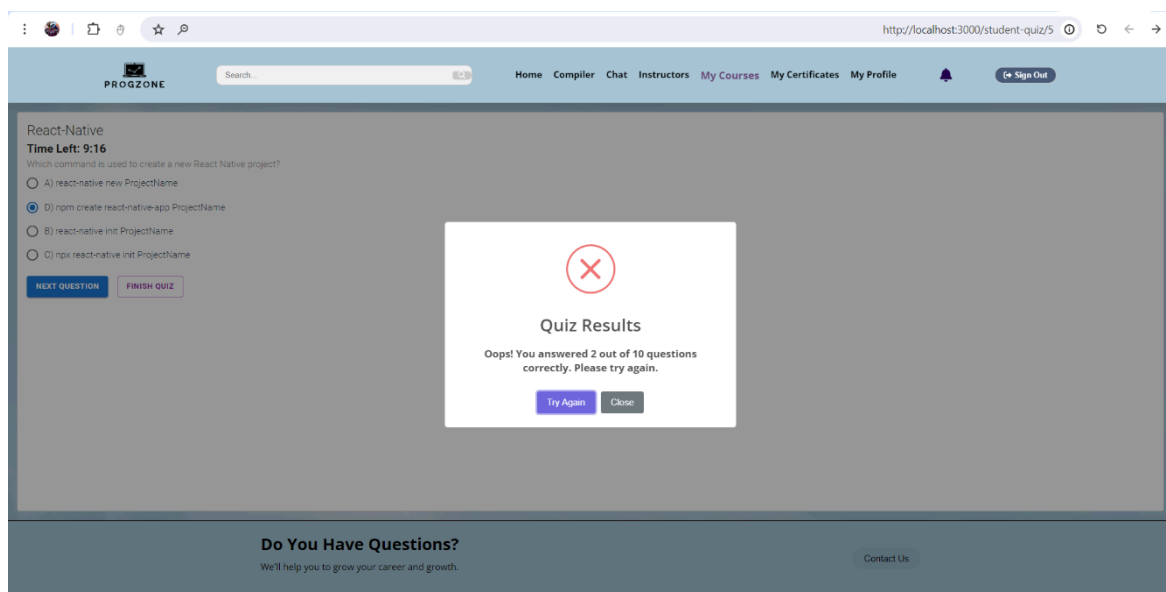 http://localhost:3000/student-quiz/5
PROGZONE
Search...
Home Compiler Chat Instructors My Courses My Certificates My Profile
Sign Out
React-Native
Time Left: 9:16
Which command is used to create a new React Native project?
A) react-native new ProjectName
D) npm create react-native-app ProjectName
B) react-native init ProjectName
C) npx react-native init ProjectName
NEXT QUESTION FINISH QUIZ
Quiz Results
Oops! You answered 2 out of 10 questions
correctly. Please try again.
Try Again Close
Do You Have Questions?
We'll help you to grow your career and growth.
Contact Us